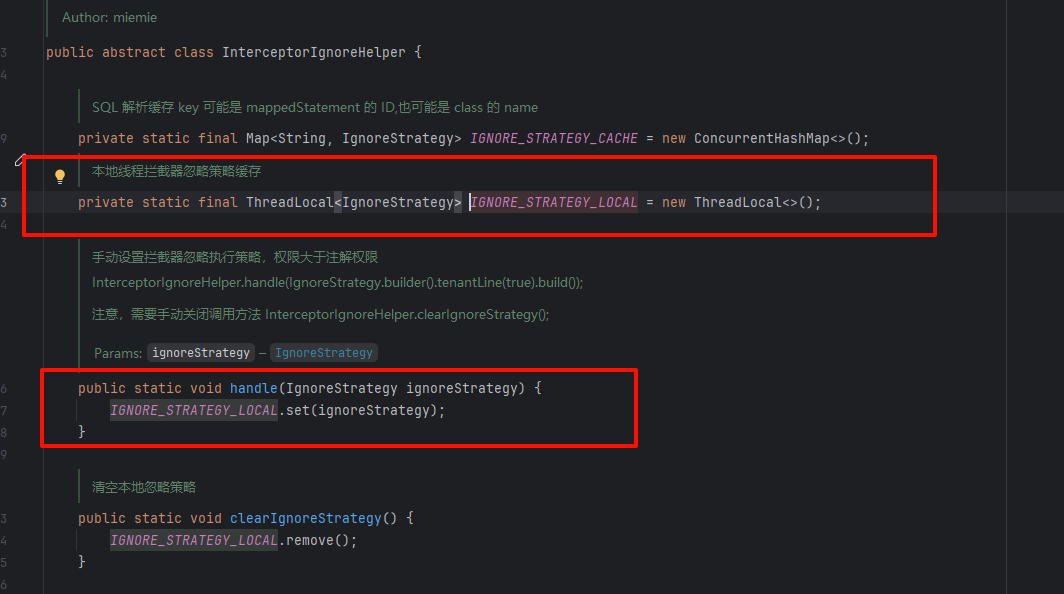 Author: miemie
3 public abstract class InterceptorIgnoreHelper {
4
SQL 解析缓存 key 可能是 mappedStatement 的 ID,也可能是 class 的 name
9 private static final Map<String, IgnoreStrategy> IGNORE_STRATEGY_CACHE = new ConcurrentHashMap<>();
本地线程拦截器忽略策略缓存
3 private static final ThreadLocal<IgnoreStrategy> IGNORE_STRATEGY_LOCAL = new ThreadLocal<>();
4
手动设置拦截器忽略执行策略，权限大于注解权限
InterceptorIgnoreHelper.handle(IgnoreStrategy.builder().tenantLine(true).build());
注意，需要手动关闭调用方法 InterceptorIgnoreHelper.clearIgnoreStrategy();
Params: ignoreStrategy – IgnoreStrategy
6 public static void handle(IgnoreStrategy ignoreStrategy) {
7 IGNORE_STRATEGY_LOCAL.set(ignoreStrategy);
8 }
9
清空本地忽略策略
3 public static void clearIgnoreStrategy() {
4 IGNORE_STRATEGY_LOCAL.remove();
5 }
6